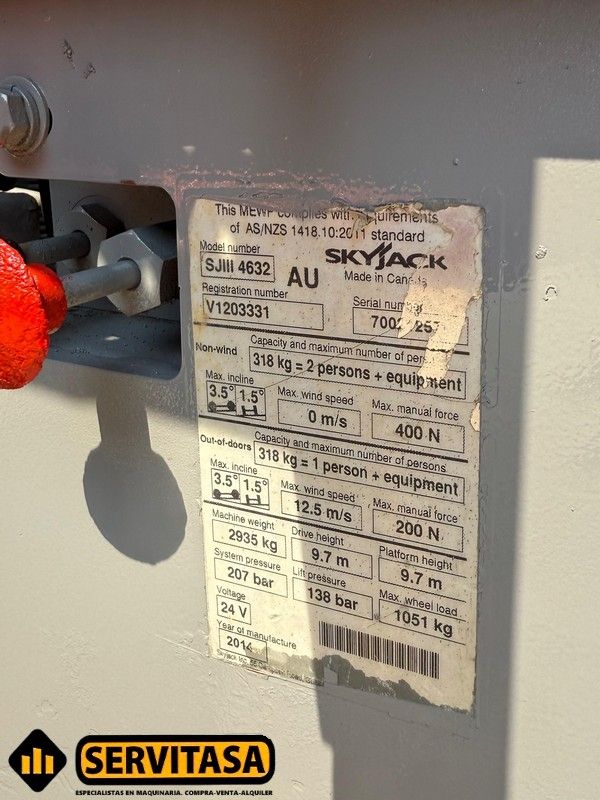 This MEWP complies with requirements
of AS/NZS 1418.10:2011 standard
Model number
SJIII 4632
AU
SKYJACK
Made in Canada
Registration number
V1203331
Serial number
Non-wind
Capacity and maximum number of persons
318 kg = 2 persons + equipment
Max. incline
3.5° 1.5°
Max. wind speed
0 m/s
Max. manual force
400 N
Out-of-doors
Capacity and maximum number of persons
318 kg = 1 person + equipment
Max. incline
3.5° 1.5°
Max. wind speed
12.5 m/s
Max. manual force
200 N
Machine weight
2935 kg
Drive height
9.7 m
Platform height
9.7 m
System pressure
207 bar
Lift pressure
138 bar
Max. wheel load
1051 kg
Voltage
24 V
Year of manufacture
2014
Skyjack Inc.
SERVITASA
ESPECIALISTAS EN MAQUINARIA. COMPRA-VENTA-ALQUILER